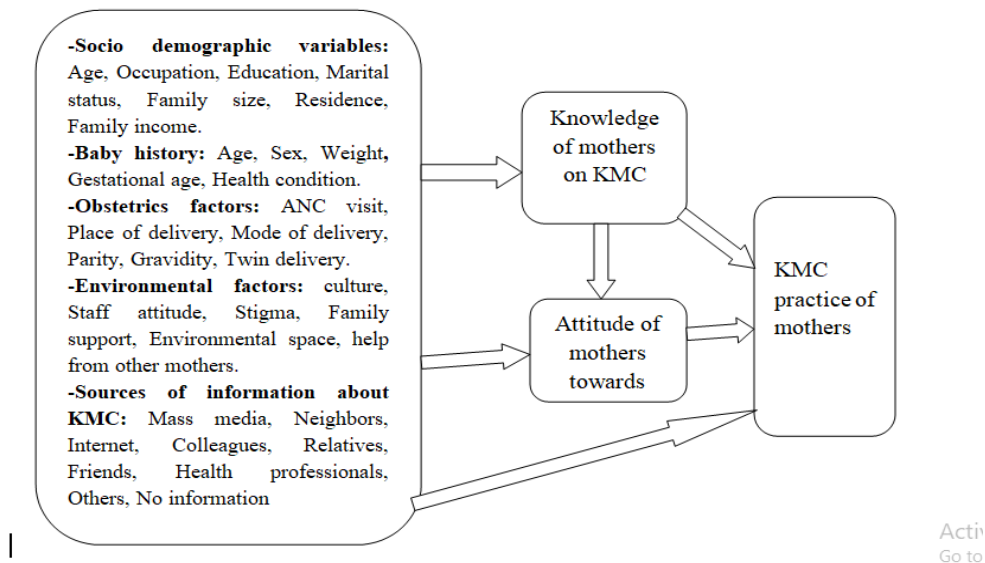 -Socio demographic variables:
Age, Occupation, Education, Marital
status, Family size, Residence,
Family income.
-Baby history: Age, Sex, Weight,
Gestational age, Health condition.
-Obstetrics factors: ANC visit,
Place of delivery, Mode of delivery,
Parity, Gravidity, Twin delivery.
-Environmental factors: culture,
Staff attitude, Stigma, Family
support, Environmental space, help
from other mothers.
-Sources of information about
KMC: Mass media, Neighbors,
Internet, Colleagues, Relatives,
Friends, Health professionals,
Others, No information
Knowledge
of mothers
on KMC
Attitude of
mothers
towards
KMC
practice of
mothers
Activ
Go to